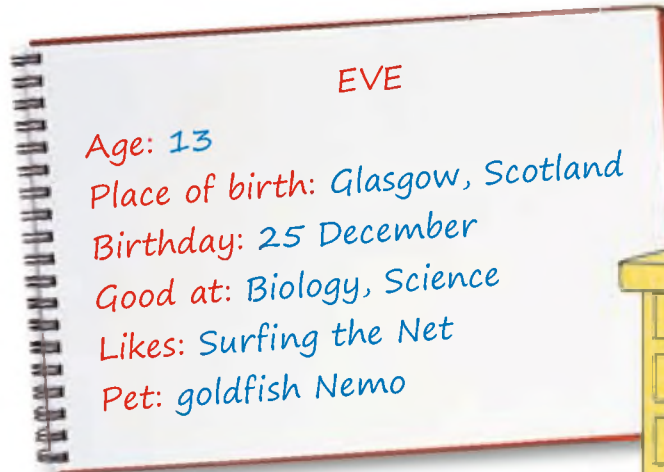 EVE
Age: 13
Place of birth: Glasgow, Scotland
Birthday: 25 December
Good at: Biology, Science
Likes: Surfing the Net
Pet: goldfish Nemo